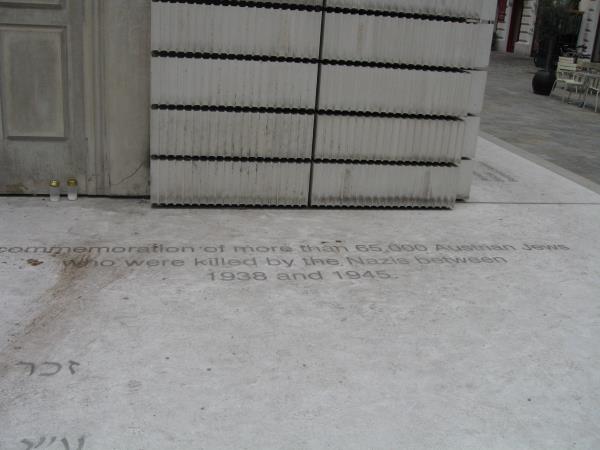 commemoration of more than 65,000 Austrian Jews
who were killed by the Nazis between
1938 and 1945.
זכר